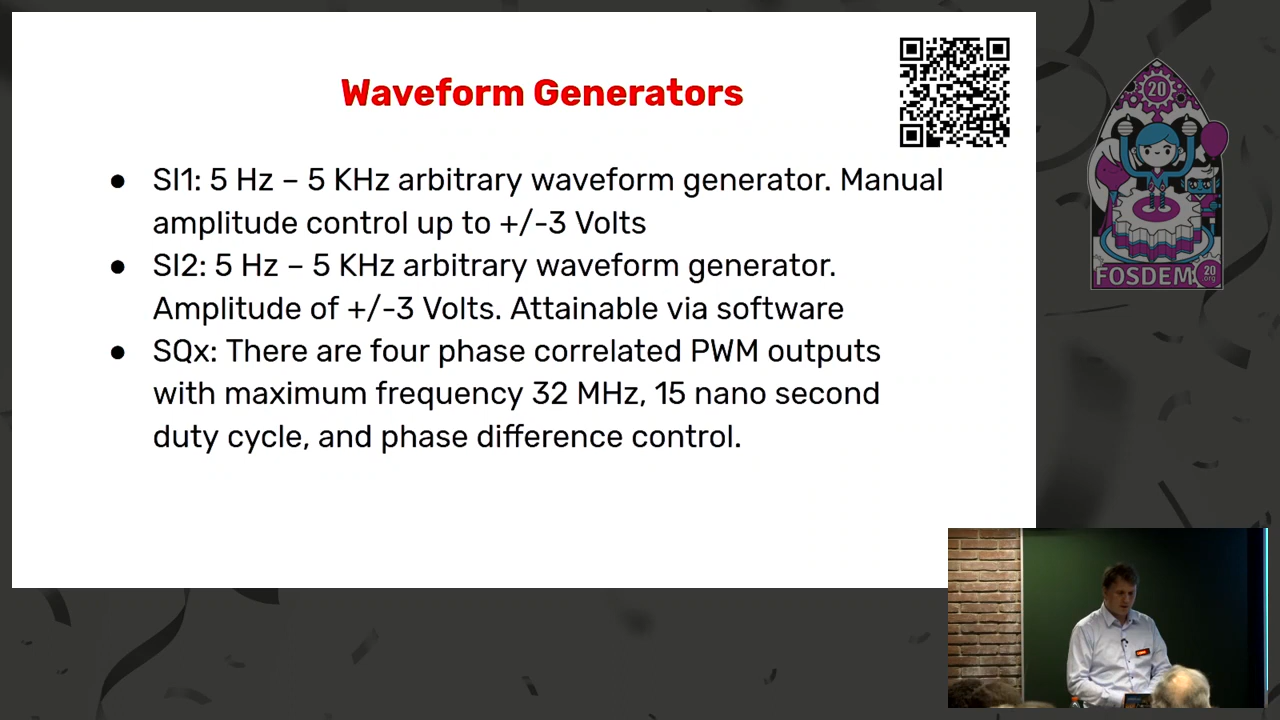 Waveform Generators
● SI1: 5 Hz – 5 KHz arbitrary waveform generator. Manual
amplitude control up to +/-3 Volts
● SI2: 5 Hz – 5 KHz arbitrary waveform generator.
Amplitude of +/-3 Volts. Attainable via software
● SQx: There are four phase correlated PWM outputs
with maximum frequency 32 MHz, 15 nano second
duty cycle, and phase difference control.
20
FOSDEM
20
org